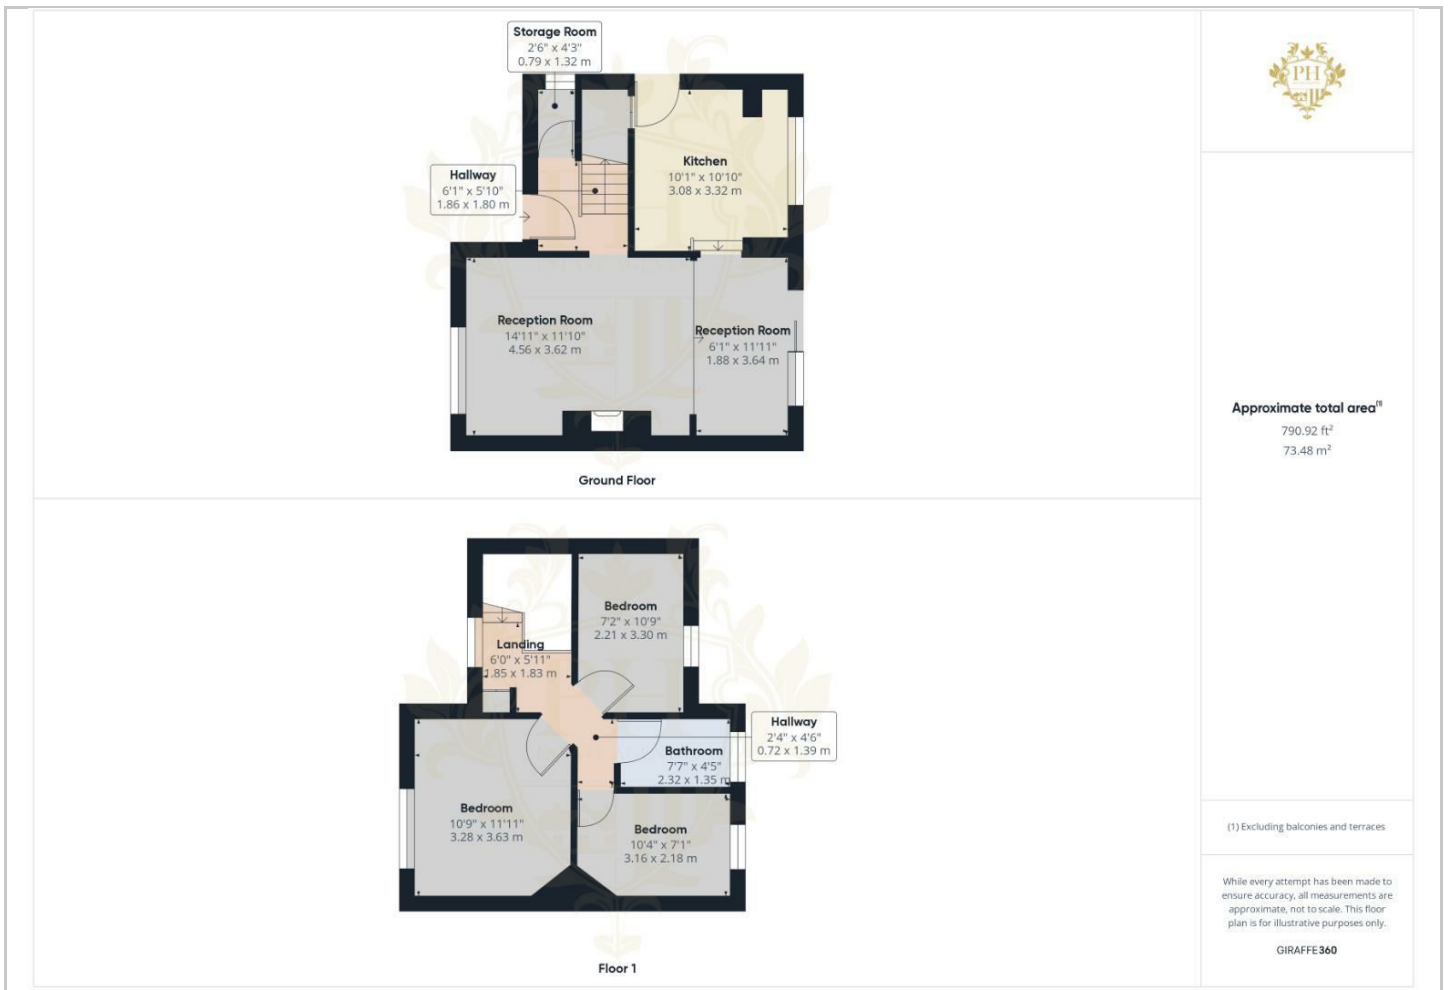 Storage Room
2'6" x 4'3"
0.79 x 1.32 m
Hallway
6'1" x 5'10"
1.86 x 1.80 m
Kitchen
10'1" x 10'10"
3.08 x 3.32 m
Reception Room
14'11" x 11'10"
4.56 x 3.62 m
Reception Room
6'1" x 11'11"
1.88 x 3.64 m
Ground Floor
Bedroom
7'2" x 10'9"
2.21 x 3.30 m
Landing
6'0" x 5'11"
1.85 x 1.83 m
Hallway
2'4" x 4'6"
0.72 x 1.39 m
Bathroom
7'7" x 4'5"
2.32 x 1.35 m
Bedroom
10'9" x 11'11"
3.28 x 3.63 m
Bedroom
10'4" x 7'1"
3.16 x 2.18 m
Floor 1
PH
Approximate total area(1)
790.92 ft²
73.48 m²
(1) Excluding balconies and terraces
While every attempt has been made to
ensure accuracy, all measurements are
approximate, not to scale. This floor
plan is for illustrative purposes only.
GIRAFFE360